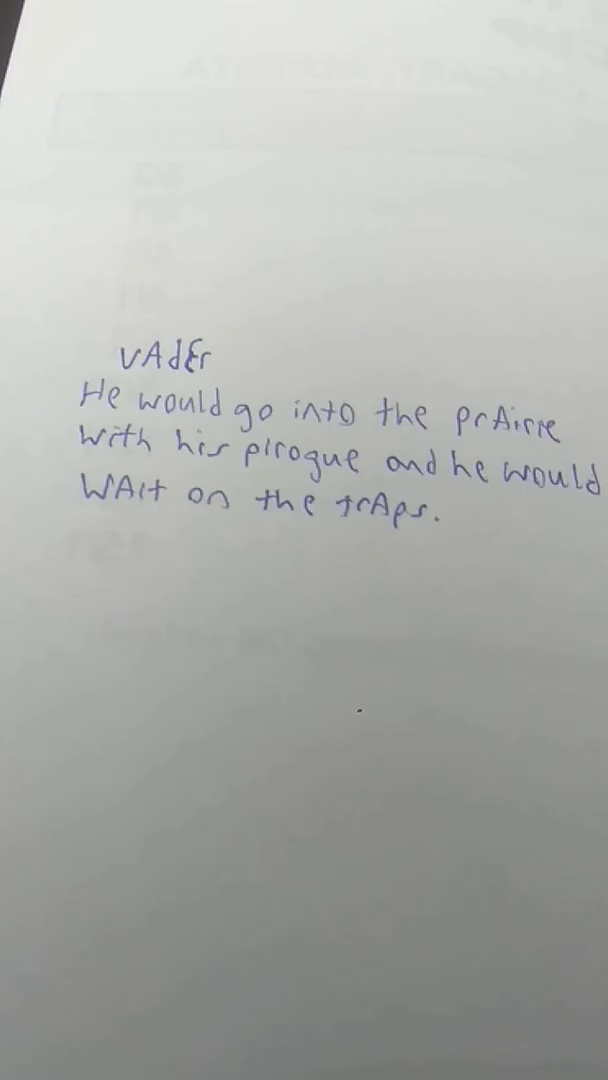 VAdEr
He would go into the prAirie
with his pirogue and he would
WAit on the trAps.